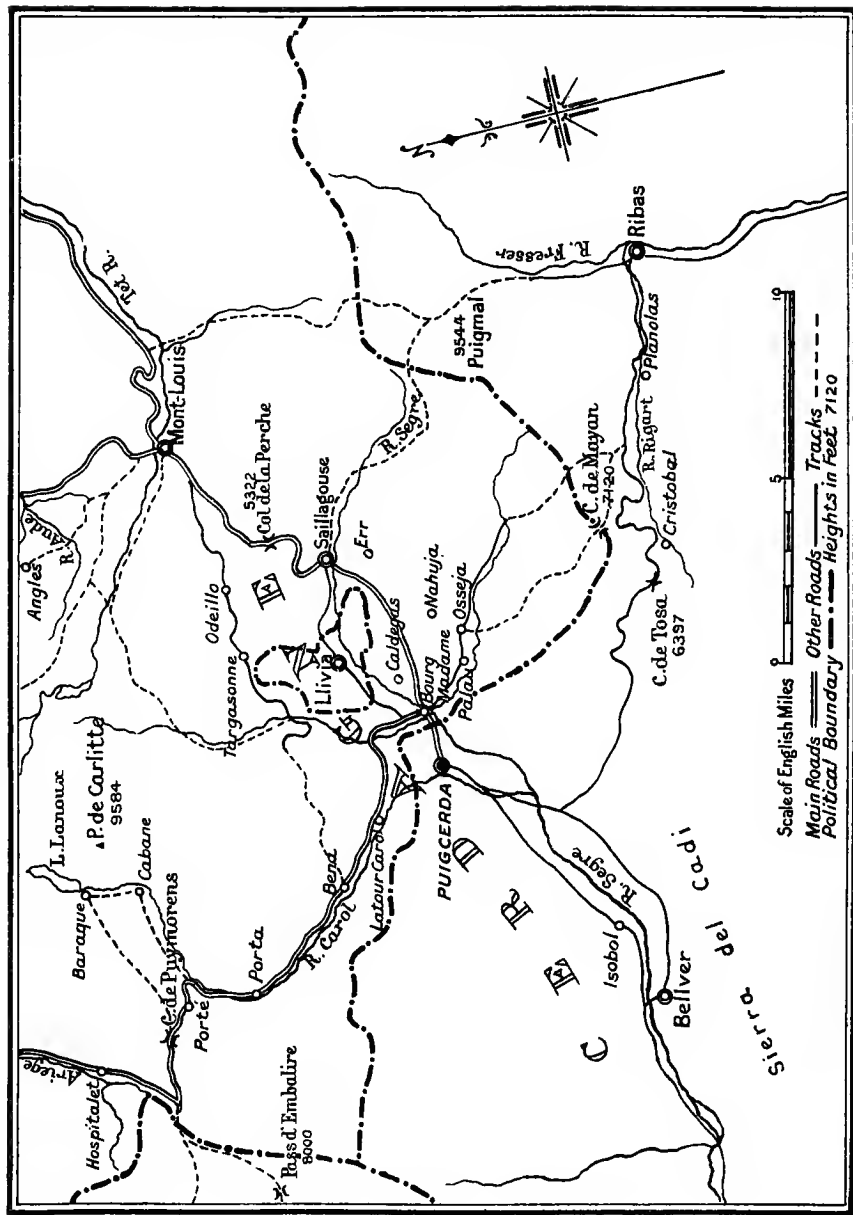 Ariège
Hospitalet
Pass d'Embalire
8000
C. de Puymorens
Porté
Porta
Baraque
Cabane
L. Lanoux
P. de Carlitte
9584
R. Carol
Bend
Latour Carol
Angles
R. Aude
Targasonne
Odeillo
Mont-Louis
Tet R.
5322
Col de la Perche
Saillagouse
Err
R. Segre
Llivia
Caldegas
Nahuja
Osseja
Palau
Bourg
Madame
PUIGCERDA
CERDAGNE
Isobol
R. Segre
Bellver
Sierra del Cadi
9544
Puigmal
C. de Mayan
7120
C. de Tosa
6397
Cristobal
R. Rigart
Planolas
Ribas
R. Fresser
N
Scale of English Miles
0 5 10
Main Roads Other Roads Tracks
Political Boundary Heights in Feet 7120